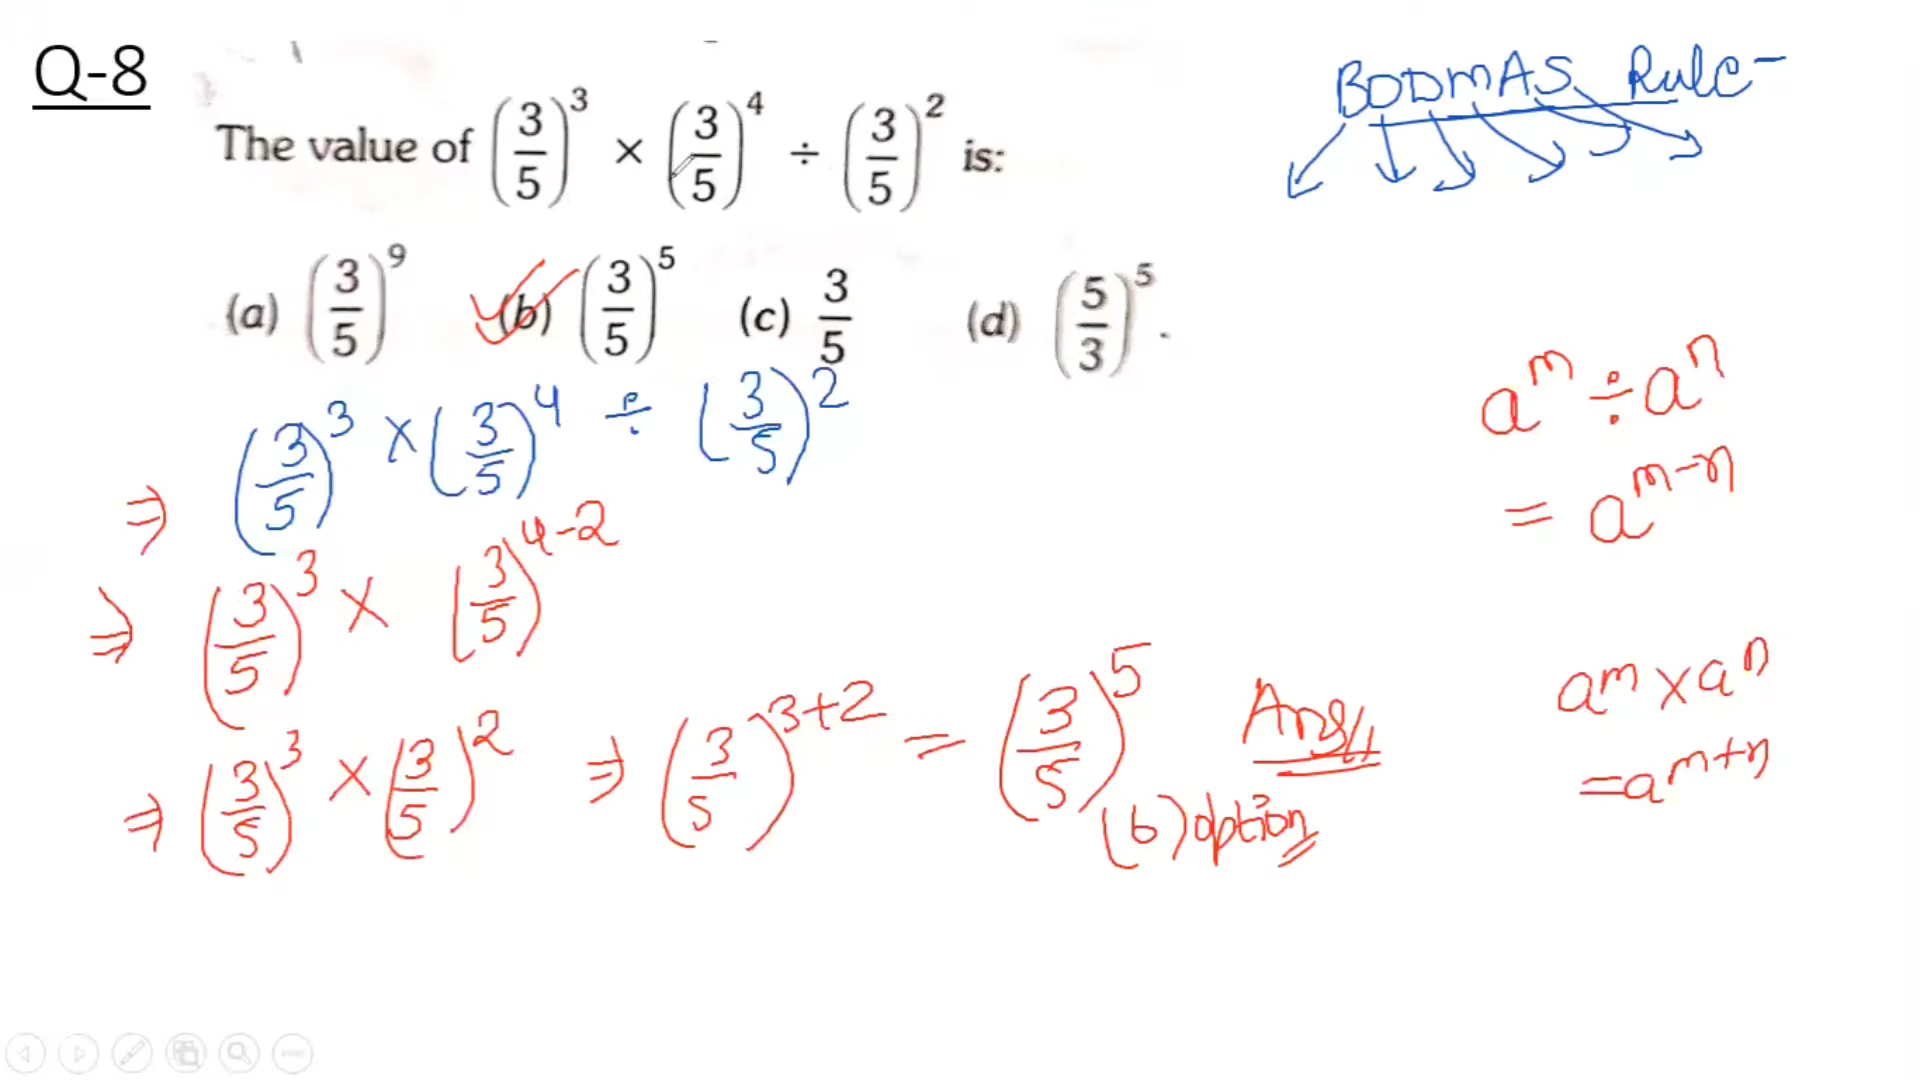 Q-8
The value of (3/5)^3 × (3/5)^4 ÷ (3/5)^2 is:
(a) (3/5)^9 (b) (3/5)^5 (c) 3/5 (d) (5/3)^5.
BODMAS Rule-
⇒ (3/5)^3 × (3/5)^4 ÷ (3/5)^2
⇒ (3/5)^3 × (3/5)^4-2
⇒ (3/5)^3 × (3/5)^2 ⇒ (3/5)^3+2 = (3/5)^5 Ans
(b) option
a^m ÷ a^n
= a^m-n
a^m × a^n
= a^m+n